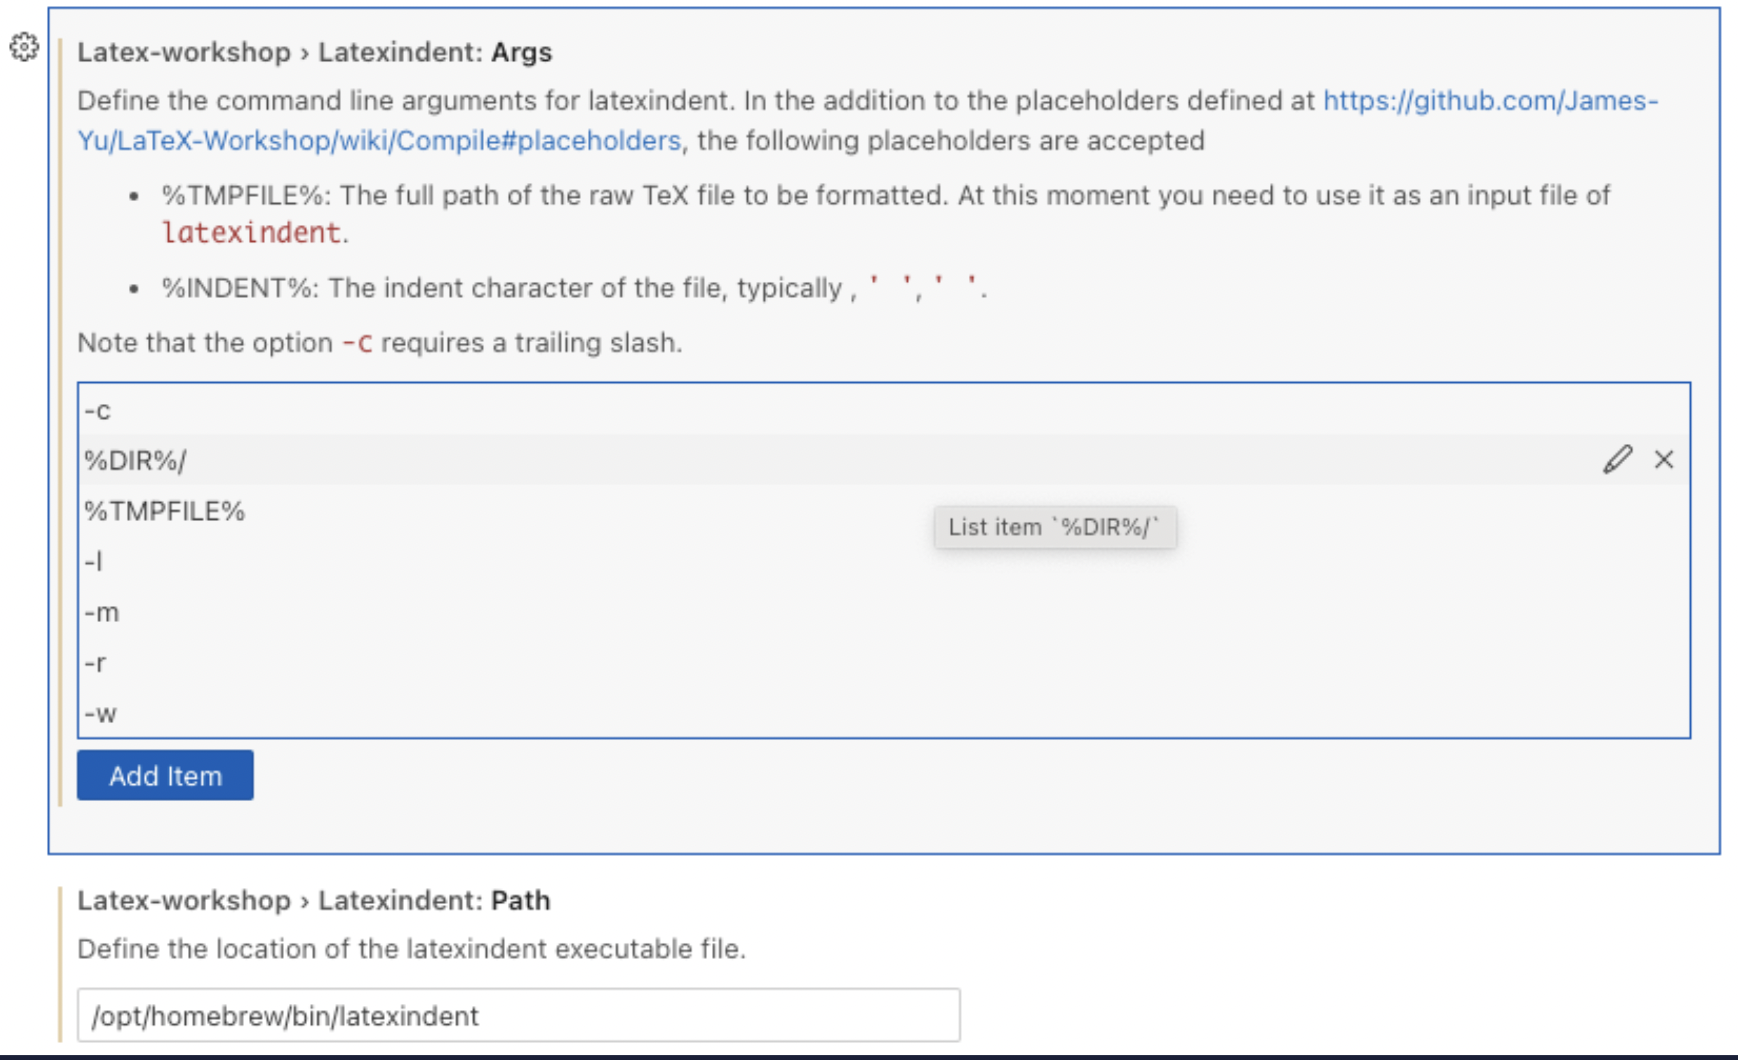 Latex-workshop › Latexindent: Args
Define the command line arguments for latexindent. In the addition to the placeholders defined at https://github.com/James-
Yu/LaTeX-Workshop/wiki/Compile#placeholders, the following placeholders are accepted
• %TMPFILE%: The full path of the raw TeX file to be formatted. At this moment you need to use it as an input file of
latexindent.
• %INDENT%: The indent character of the file, typically , ' ', ' '.
Note that the option -c requires a trailing slash.
-c
%DIR%/
%TMPFILE%
List item `%DIR%/`
-l
-m
-r
-w
Add Item
Latex-workshop › Latexindent: Path
Define the location of the latexindent executable file.
/opt/homebrew/bin/latexindent